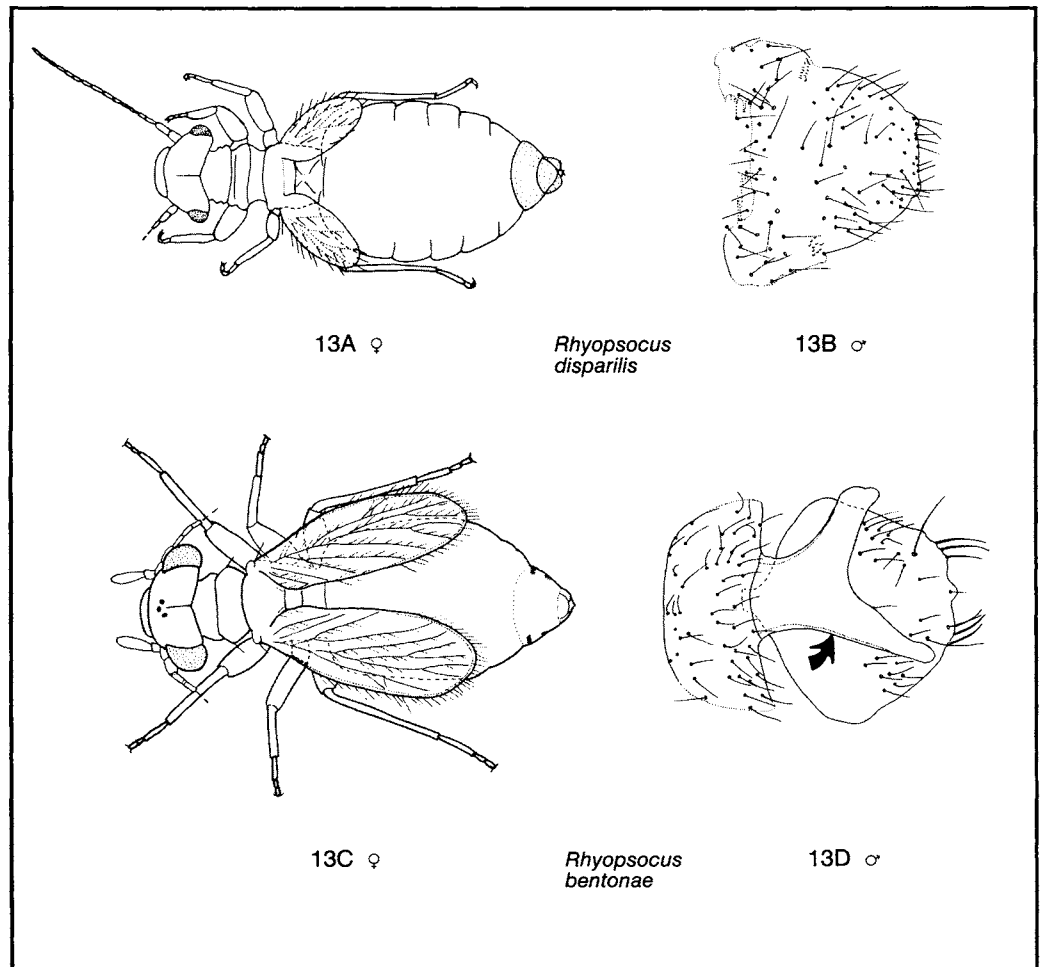 13A ♀
Rhyopsocus
disparilis
13B ♂
13C ♀
Rhyopsocus
bentonae
13D ♂